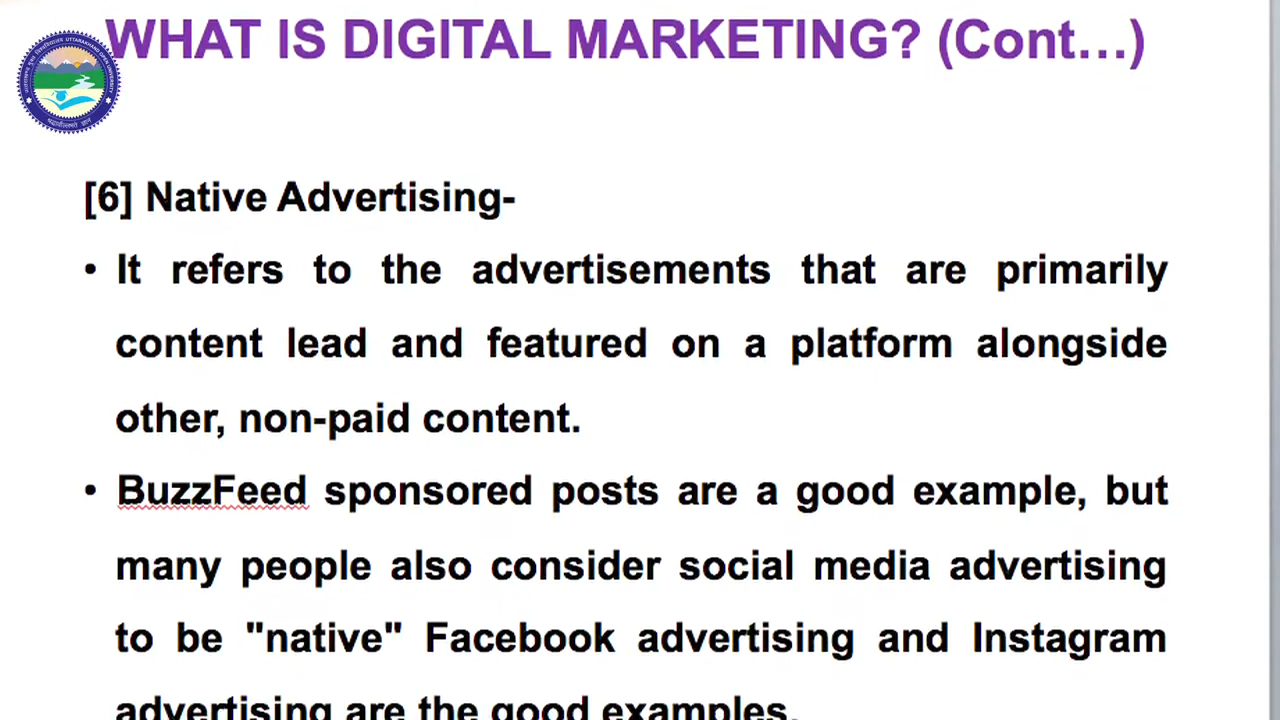 WHAT IS DIGITAL MARKETING? (Cont…)
[6] Native Advertising-
• It refers to the advertisements that are primarily
content lead and featured on a platform alongside
other, non-paid content.
• BuzzFeed sponsored posts are a good example, but
many people also consider social media advertising
to be "native" Facebook advertising and Instagram
advertising are the good examples.